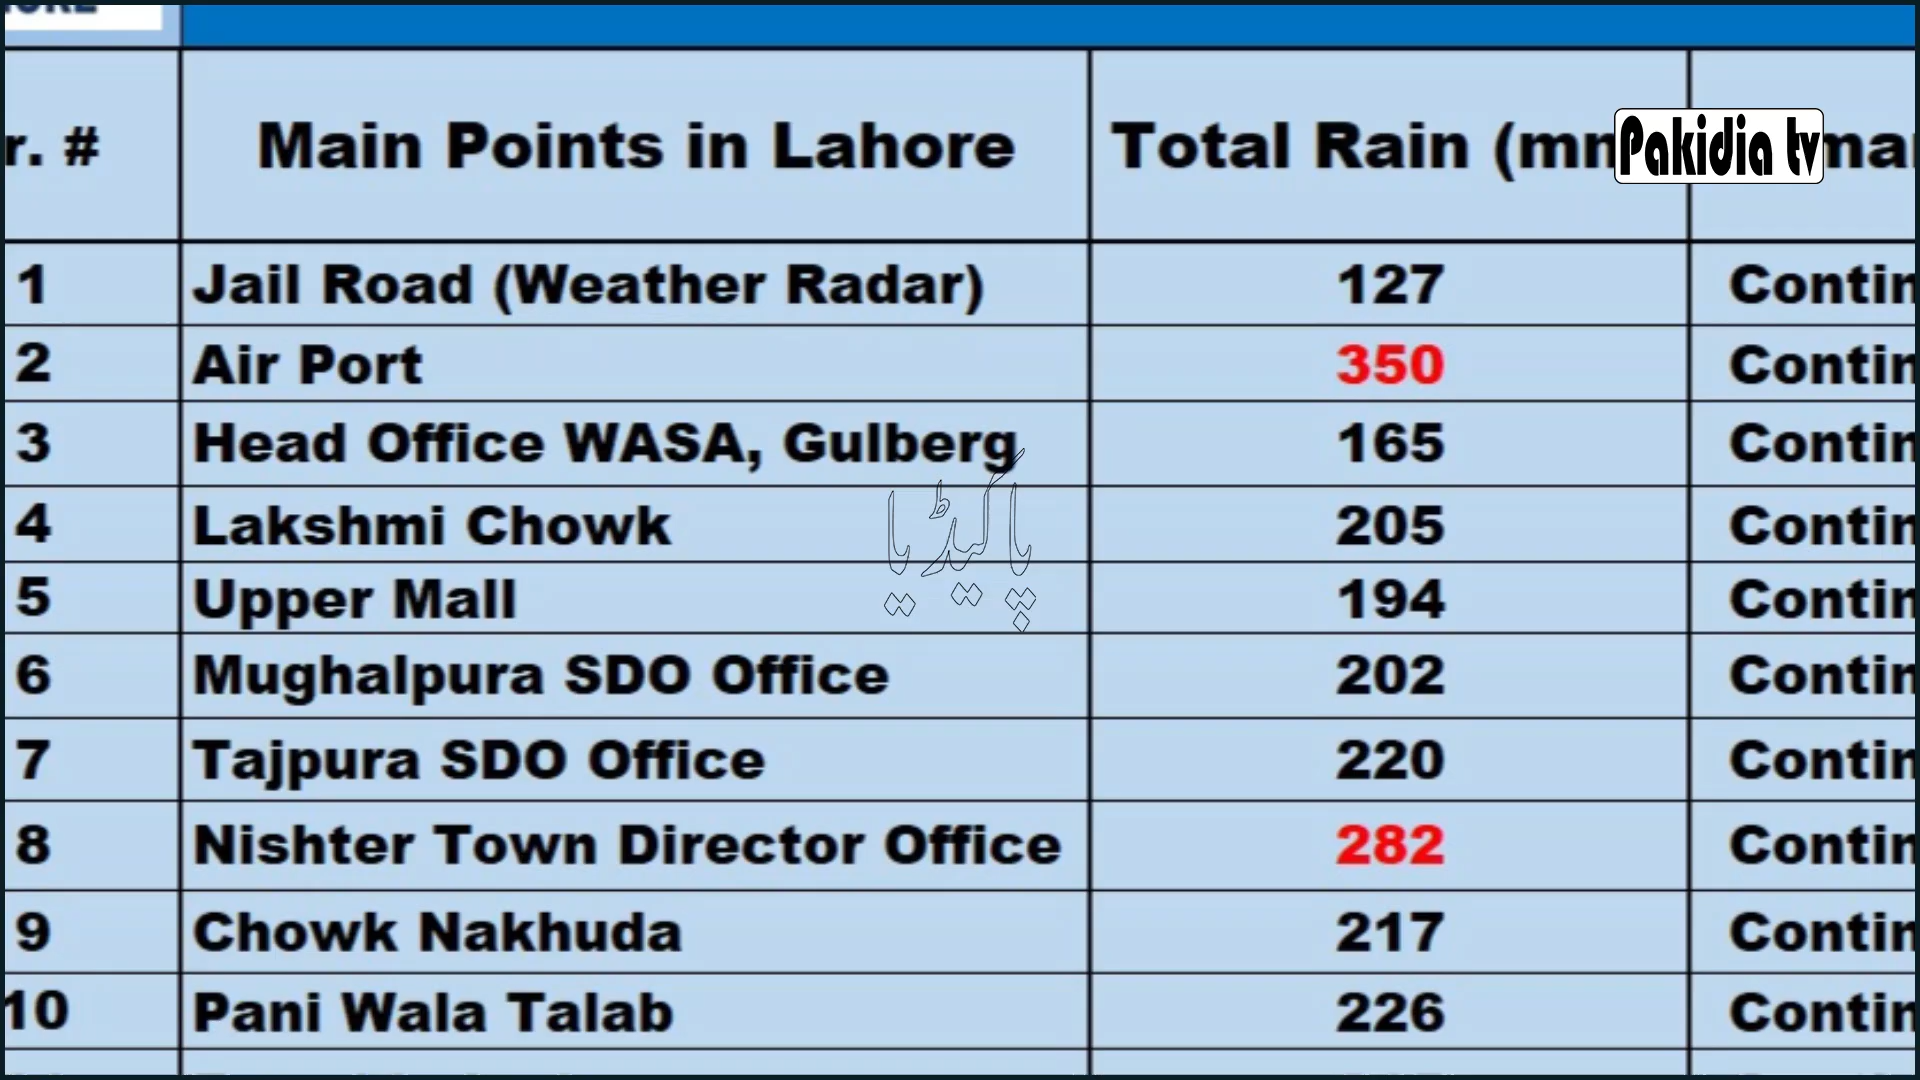 r. # Main Points in Lahore Total Rain (mm
Pakidia tv
1 Jail Road (Weather Radar) 127 Contin
2 Air Port 350 Contin
3 Head Office WASA, Gulberg 165 Contin
4 Lakshmi Chowk 205 Contin
پاکیڈیا
5 Upper Mall 194 Contin
6 Mughalpura SDO Office 202 Contin
7 Tajpura SDO Office 220 Contin
8 Nishter Town Director Office 282 Contin
9 Chowk Nakhuda 217 Contin
10 Pani Wala Talab 226 Contin